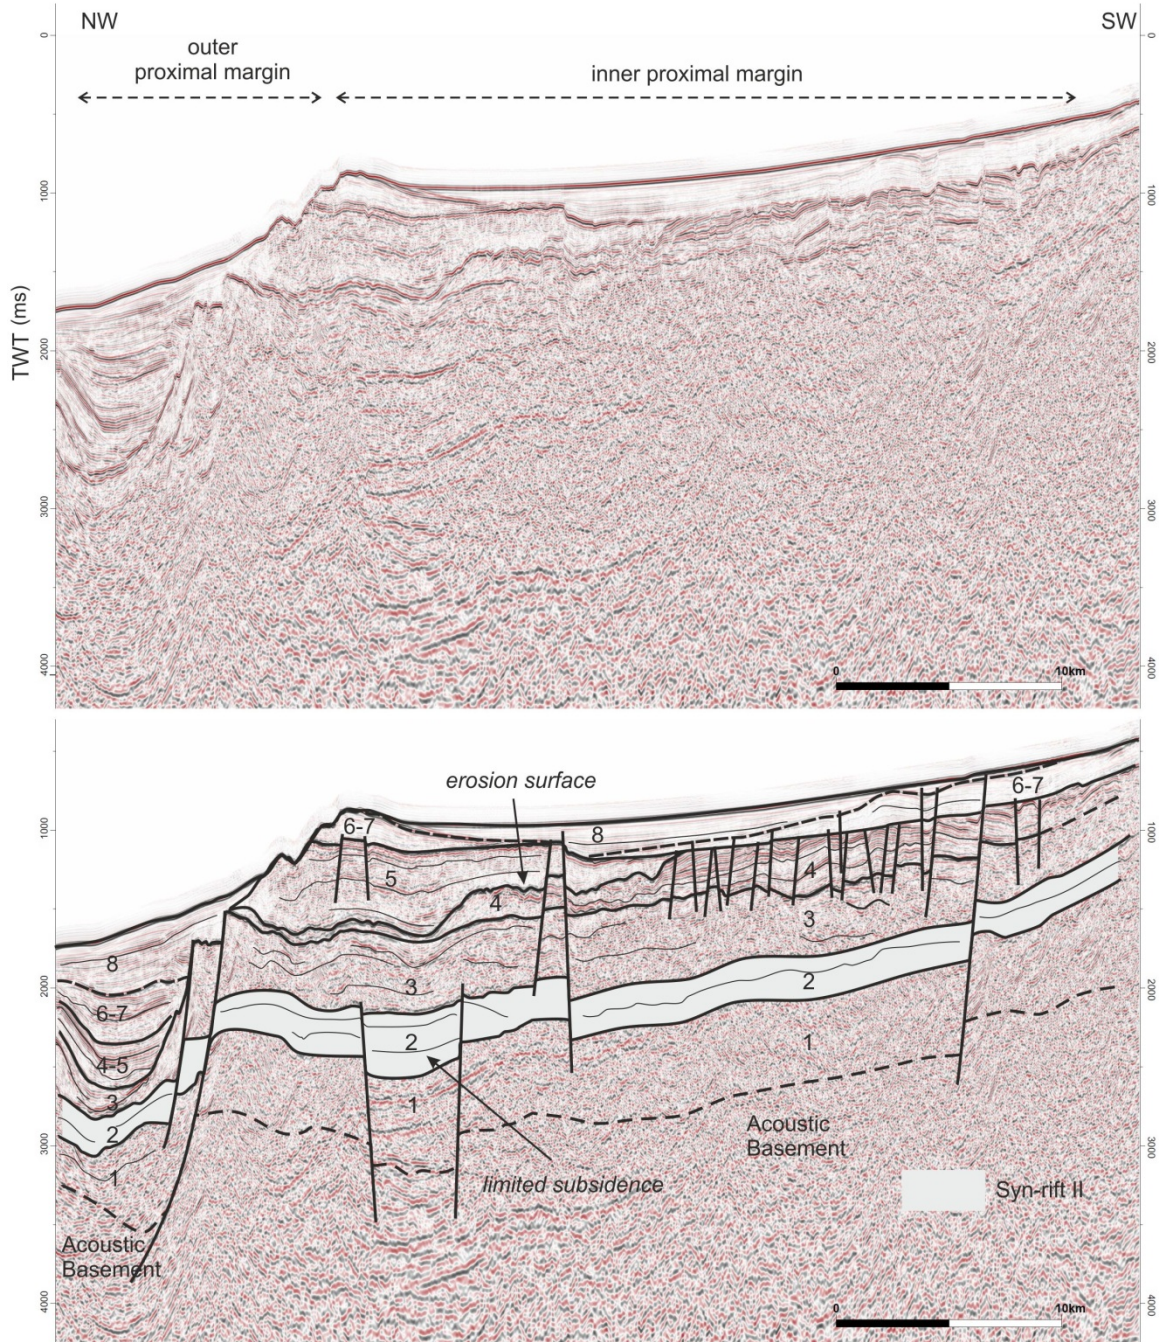 NW
SW
outer
proximal margin
inner proximal margin
0
0
1000
1000
TWT (ms)
2000
2000
3000
3000
4000
4000
0
10km
erosion surface
6-7
6-7
1000
1000
8
5
4
4
3
8
2000
2000
3
2
6-7
2
4-5
1
3
1
2
Acoustic
Basement
3000
3000
1
limited subsidence
Syn-rift II
Acoustic
Basement
4000
4000
0
10km